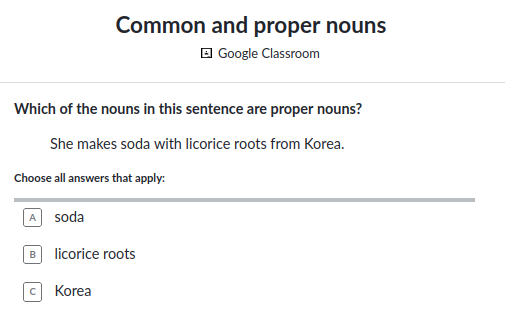 Common and proper nouns
Google Classroom
Which of the nouns in this sentence are proper nouns?
She makes soda with licorice roots from Korea.
Choose all answers that apply:
A soda
B licorice roots
C Korea